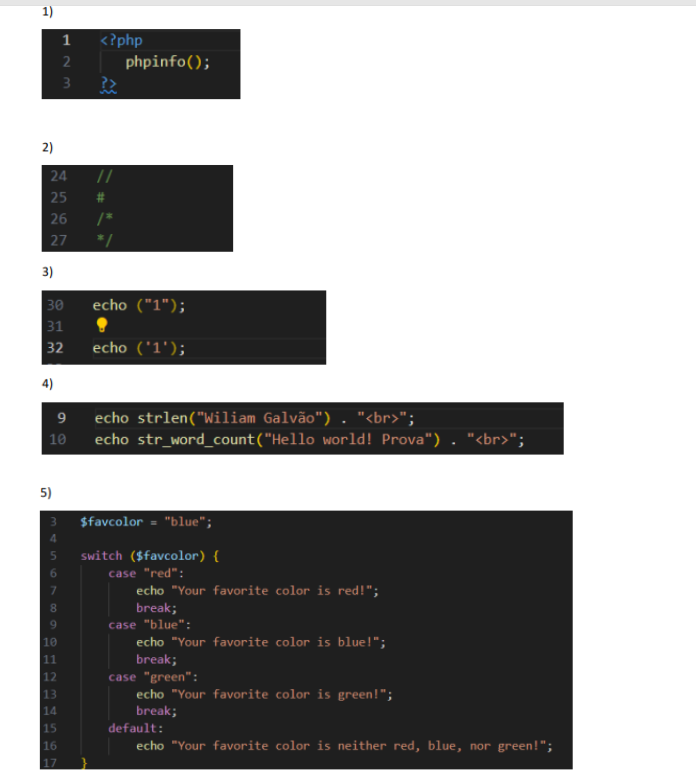 1)
1 <?php
2 phpinfo();
3 ?>
2)
24 //
25 #
26 /*
27 */
3)
30 echo ("1");
31
32 echo ('1');
4)
9 echo strlen("Wiliam Galvão") . "<br>";
10 echo str_word_count("Hello world! Prova") . "<br>";
5)
3 $favcolor = "blue";
4
5 switch ($favcolor) {
6 case "red":
7 echo "Your favorite color is red!";
8 break;
9 case "blue":
10 echo "Your favorite color is blue!";
11 break;
12 case "green":
13 echo "Your favorite color is green!";
14 break;
15 default:
16 echo "Your favorite color is neither red, blue, nor green!";
17 }